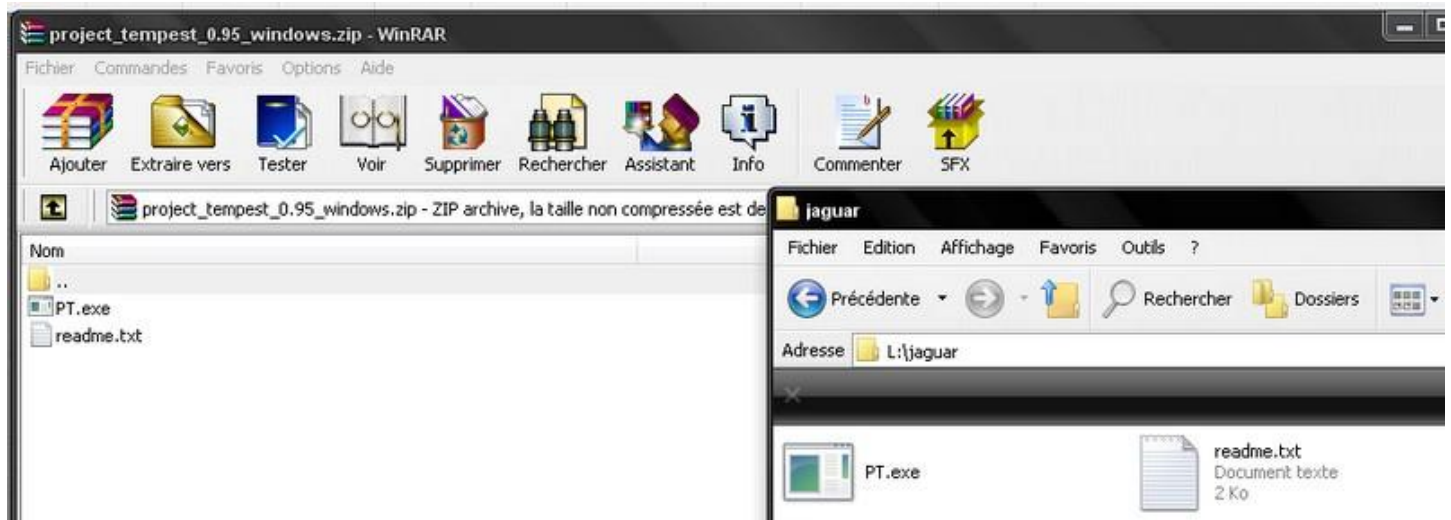 project_tempest_0.95_windows.zip - WinRAR
Fichier Commandes Favoris Options Aide
Ajouter Extraire vers Tester Voir Supprimer Rechercher Assistant Info Commenter SFX
project_tempest_0.95_windows.zip - ZIP archive, la taille non compressée est de
Nom
..
PT.exe
readme.txt
jaguar
Fichier Edition Affichage Favoris Outils ?
Précédente Rechercher Dossiers
Adresse L:\jaguar
PT.exe
readme.txt
Document texte
2 Ko